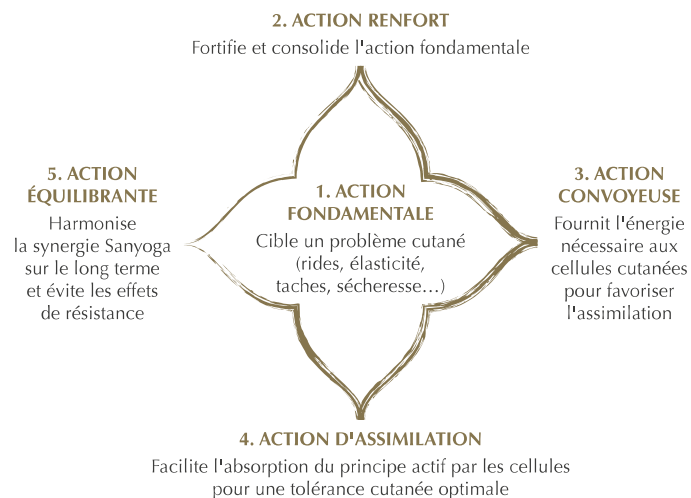 2. ACTION RENFORT
Fortifie et consolide l'action fondamentale
5. ACTION
ÉQUILIBRANTE
Harmonise
la synergie Sanyoga
sur le long terme
et évite les effets
de résistance
1. ACTION
FONDAMENTALE
Cible un problème cutané
(rides, élasticité,
taches, sécheresse...)
3. ACTION
CONVOYEUSE
Fournit l'énergie
nécessaire aux
cellules cutanées
pour favoriser
l'assimilation
4. ACTION D'ASSIMILATION
Facilite l'absorption du principe actif par les cellules
pour une tolérance cutanée optimale